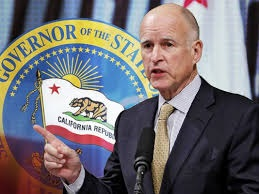 GOVERNOR OF THE STATE
CALIFORNIA REPUBLIC